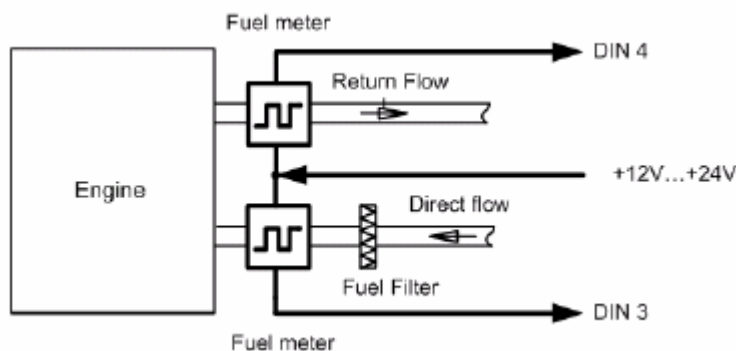 Fuel meter
DIN 4
Return Flow
Engine
+12V...+24V
Direct flow
Fuel Filter
DIN 3
Fuel meter